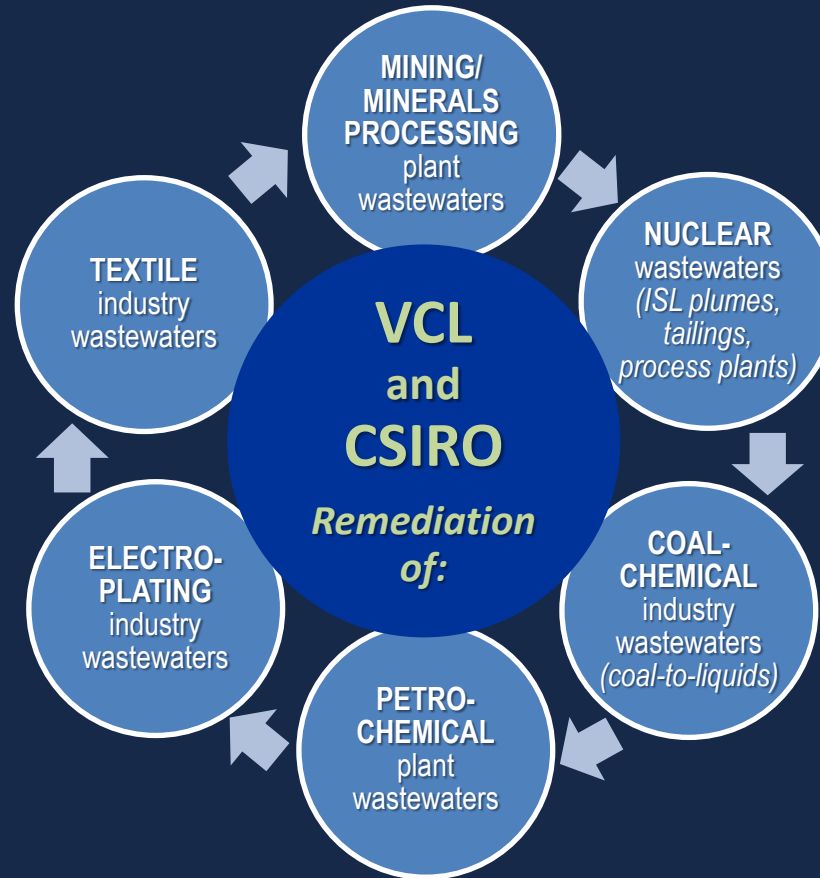 MINING/
MINERALS
PROCESSING
plant
wastewaters
NUCLEAR
wastewaters
(ISL plumes,
tailings,
process plants)
COAL-
CHEMICAL
industry
wastewaters
(coal-to-liquids)
PETRO-
CHEMICAL
plant
wastewaters
ELECTRO-
PLATING
industry
wastewaters
TEXTILE
industry
wastewaters
VCL
and
CSIRO
Remediation
of: